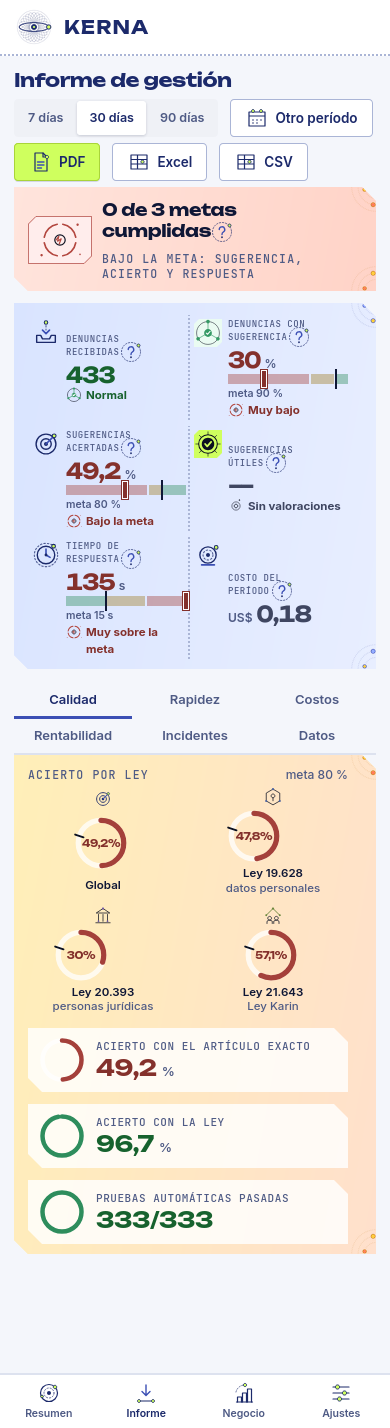 KERNA
Informe de gestión
7 días
30 días
90 días
Otro período
PDF
Excel
CSV
0 de 3 metas
cumplidas ?
BAJO LA META: SUGERENCIA,
ACIERTO Y RESPUESTA
DENUNCIAS
RECIBIDAS ?
433
Normal
DENUNCIAS CON
SUGERENCIA ?
30 %
meta 90 %
Muy bajo
SUGERENCIAS
ACERTADAS ?
49,2 %
meta 80 %
Bajo la meta
SUGERENCIAS
ÚTILES ?
—
Sin valoraciones
TIEMPO DE
RESPUESTA ?
135 s
meta 15 s
Muy sobre la
meta
COSTO DEL
PERÍODO ?
US$ 0,18
Calidad
Rapidez
Costos
Rentabilidad
Incidentes
Datos
ACIERTO POR LEY
meta 80 %
49,2%
Global
47,8%
Ley 19.628
datos personales
30%
Ley 20.393
personas jurídicas
57,1%
Ley 21.643
Ley Karin
ACIERTO CON EL ARTÍCULO EXACTO
49,2 %
ACIERTO CON LA LEY
96,7 %
PRUEBAS AUTOMÁTICAS PASADAS
333/333
Resumen
Informe
Negocio
Ajustes